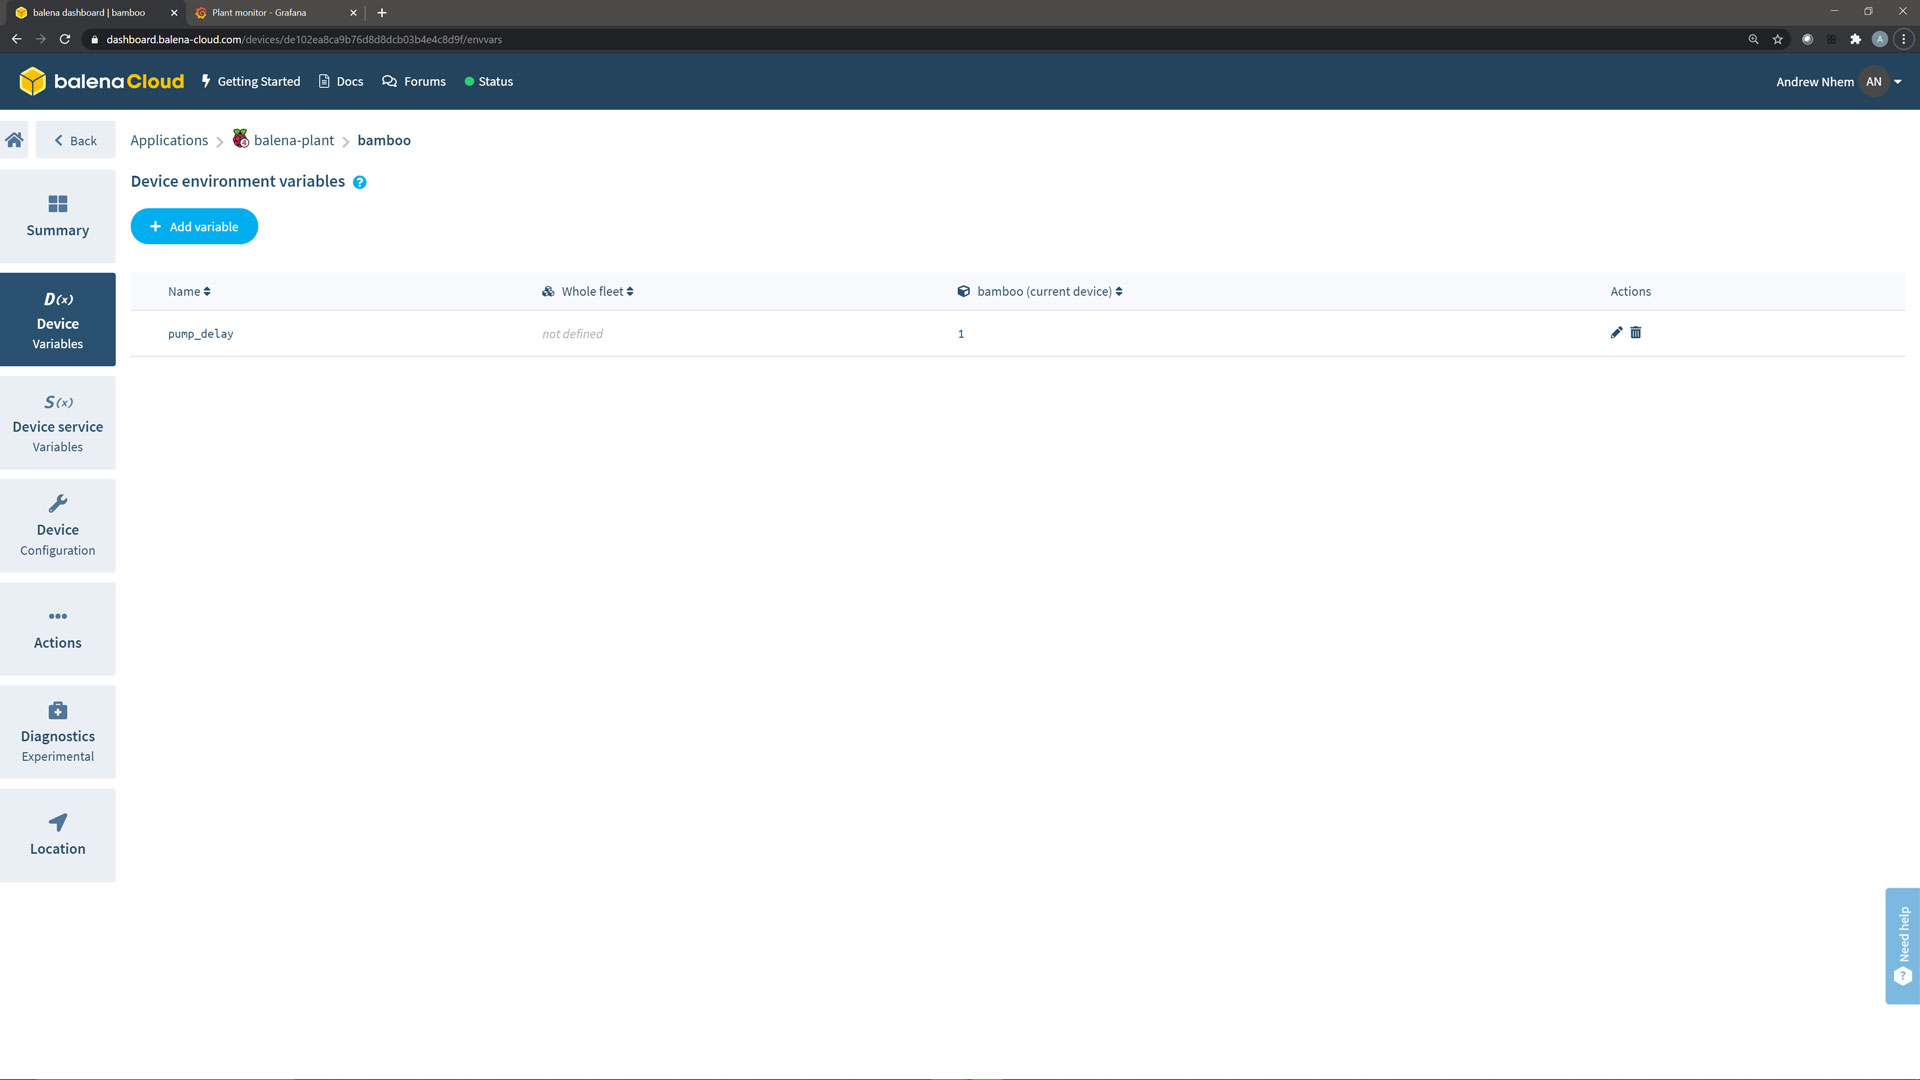 balena dashboard | bamboo
Plant monitor - Grafana
dashboard.balena-cloud.com/devices/de102ea8ca9b76d8d8dcb03b4e4c8d9f/envvars
A
balenaCloud
Getting Started
Docs
Forums
Status
Andrew Nhem
AN
Back
Applications
balena-plant
bamboo
Device environment variables ?
+ Add variable
Name
Whole fleet
bamboo (current device)
Actions
pump_delay
not defined
1
Summary
D(x)
Device
Variables
S(x)
Device service
Variables
Device
Configuration
Actions
Diagnostics
Experimental
Location
Need help
?